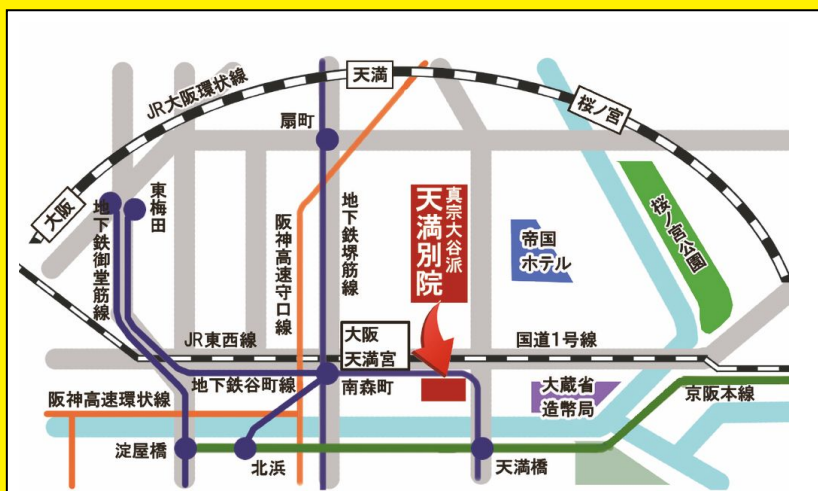 天満
JR大阪環状線
桜ノ宮
扇町
大阪
東梅田
地下鉄御堂筋線
阪神高速守口線
地下鉄堺筋線
真宗大谷派
天満別院
帝国
ホテル
桜ノ宮公園
JR東西線
大阪
天満宮
国道1号線
地下鉄谷町線
南森町
大蔵省
造幣局
阪神高速環状線
京阪本線
淀屋橋
北浜
天満橋